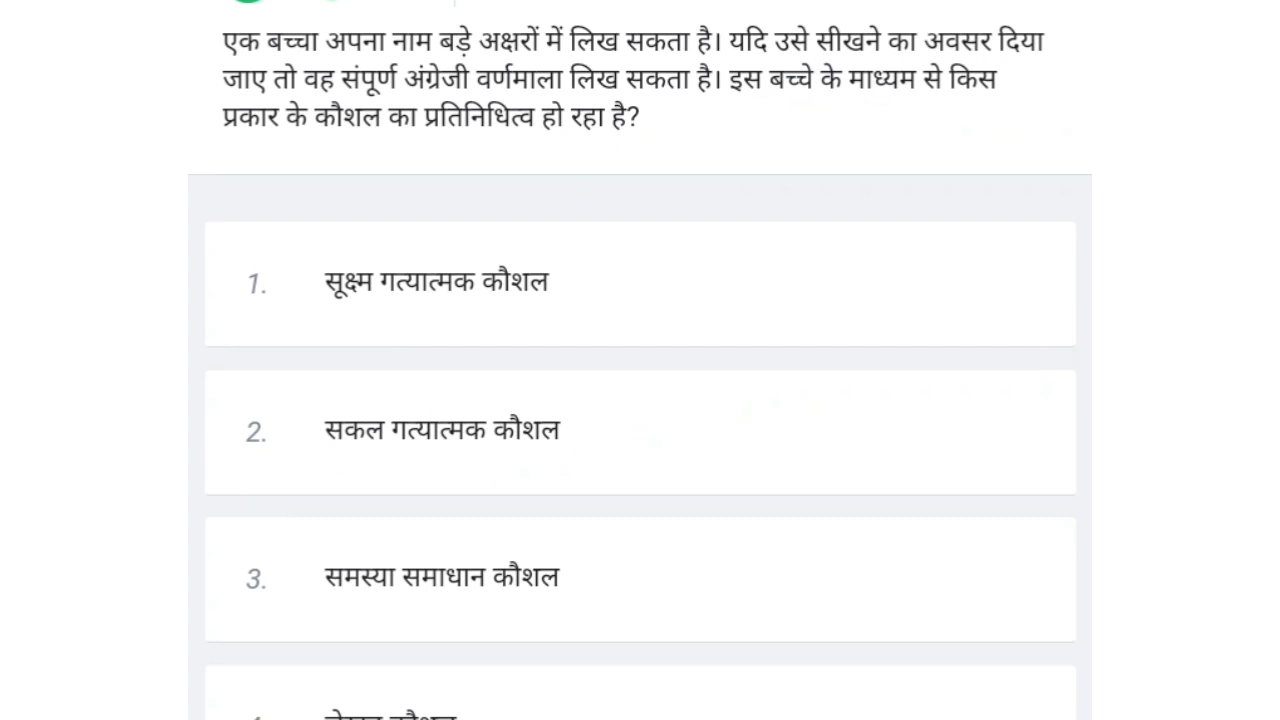 एक बच्चा अपना नाम बड़े अक्षरों में लिख सकता है। यदि उसे सीखने का अवसर दिया
जाए तो वह संपूर्ण अंग्रेजी वर्णमाला लिख सकता है। इस बच्चे के माध्यम से किस
प्रकार के कौशल का प्रतिनिधित्व हो रहा है?
1. सूक्ष्म गत्यात्मक कौशल
2. सकल गत्यात्मक कौशल
3. समस्या समाधान कौशल